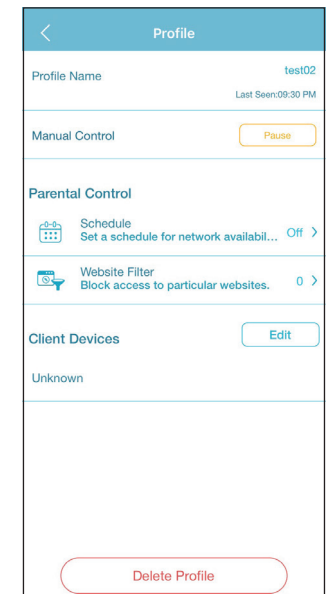 Profile
Profile Name
test02
Last Seen:09:30 PM
Manual Control
Pause
Parental Control
Schedule
Set a schedule for network availabil...
Off
Website Filter
Block access to particular websites.
0
Client Devices
Edit
Unknown
Delete Profile